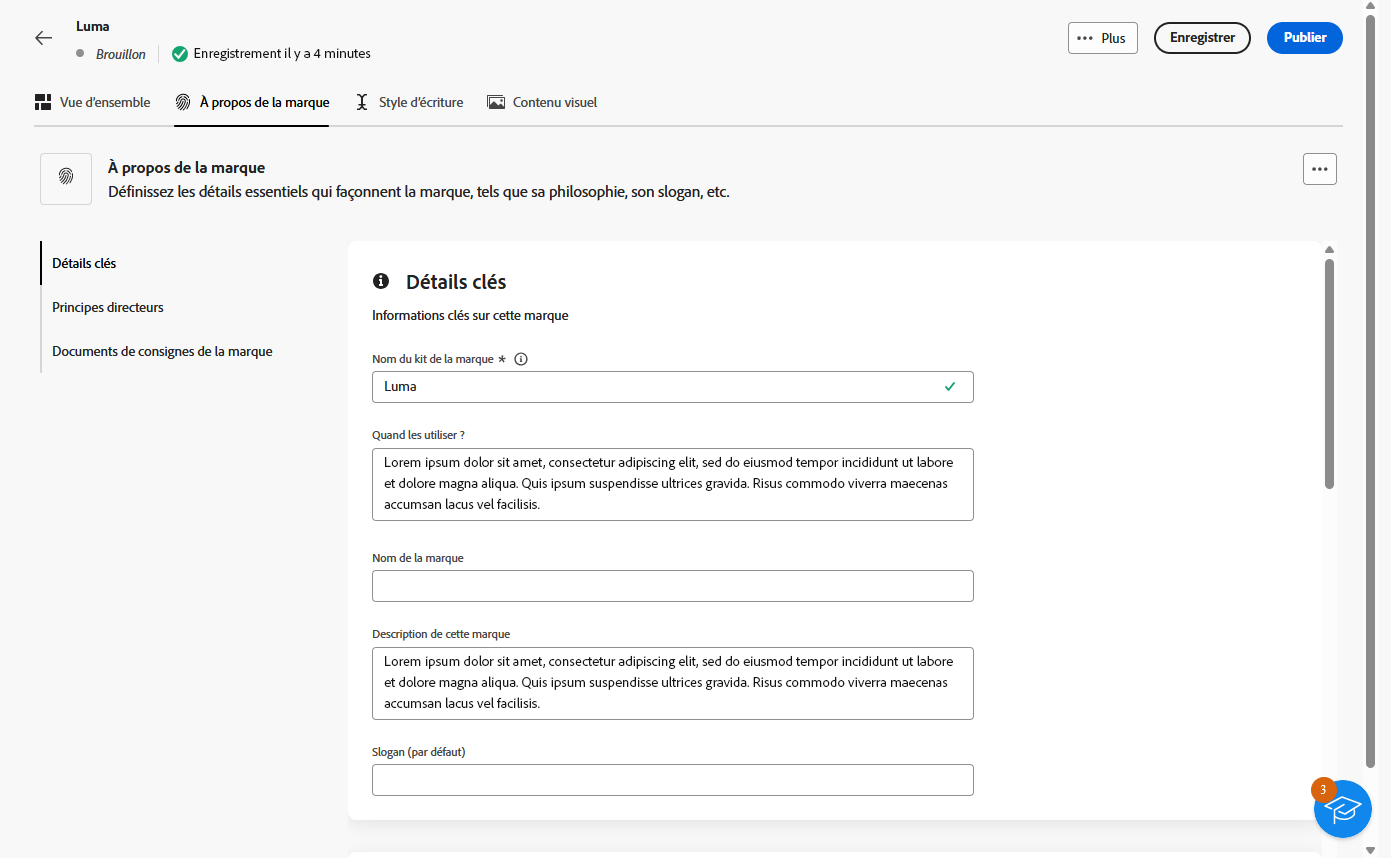 Luma
Brouillon
Enregistrement il y a 4 minutes
Plus
Enregistrer
Publier
Vue d'ensemble
À propos de la marque
Style d'écriture
Contenu visuel
À propos de la marque
Définissez les détails essentiels qui façonnent la marque, tels que sa philosophie, son slogan, etc.
Détails clés
Principes directeurs
Documents de consignes de la marque
Détails clés
Informations clés sur cette marque
Nom du kit de la marque *
Luma
Quand les utiliser ?
Lorem ipsum dolor sit amet, consectetur adipiscing elit, sed do eiusmod tempor incididunt ut labore
et dolore magna aliqua. Quis ipsum suspendisse ultrices gravida. Risus commodo viverra maecenas
accumsan lacus vel facilisis.
Nom de la marque
Description de cette marque
Lorem ipsum dolor sit amet, consectetur adipiscing elit, sed do eiusmod tempor incididunt ut labore
et dolore magna aliqua. Quis ipsum suspendisse ultrices gravida. Risus commodo viverra maecenas
accumsan lacus vel facilisis.
Slogan (par défaut)
3